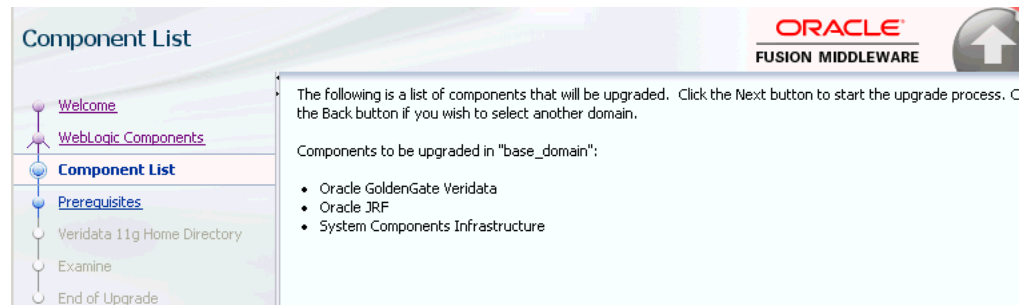 Component List
ORACLE
FUSION MIDDLEWARE
Welcome
WebLogic Components
Component List
Prerequisites
Veridata 11g Home Directory
Examine
End of Upgrade
The following is a list of components that will be upgraded. Click the Next button to start the upgrade process. C
the Back button if you wish to select another domain.
Components to be upgraded in "base_domain":
• Oracle GoldenGate Veridata
• Oracle JRF
• System Components Infrastructure